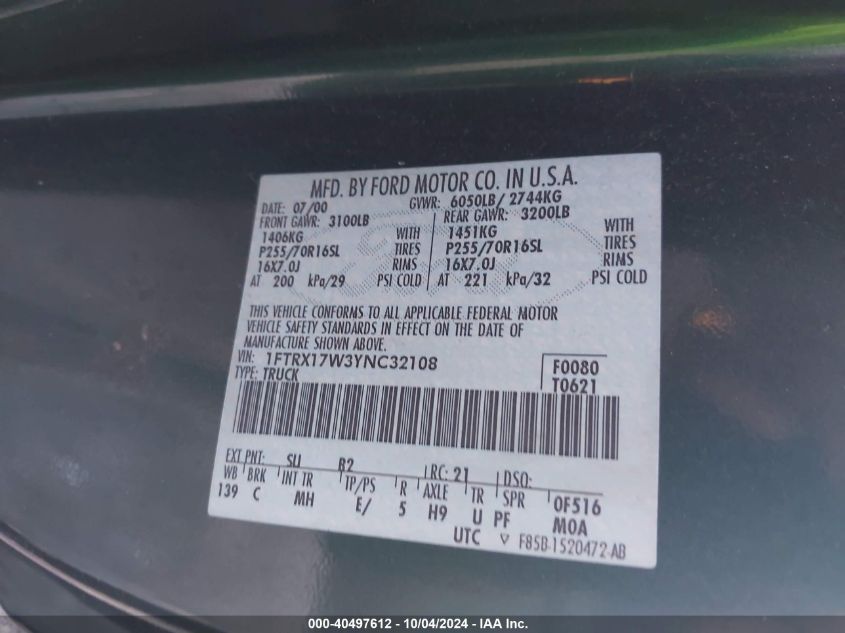 MFD. BY FORD MOTOR CO. IN U.S.A.
DATE: 07/00 GVWR: 6050LB/ 2744KG
FRONT GAWR: 3100LB REAR GAWR: 3200LB
1406KG WITH 1451KG WITH
P255/70R16SL TIRES P255/70R16SL TIRES
16X7.0J RIMS 16X7.0J RIMS
AT 200 kPa/29 PSI COLD AT 221 kPa/32 PSI COLD
THIS VEHICLE CONFORMS TO ALL APPLICABLE FEDERAL MOTOR
VEHICLE SAFETY STANDARDS IN EFFECT ON THE DATE OF
MANUFACTURE SHOWN ABOVE.
VIN: 1FTRX17W3YNC32108
TYPE: TRUCK
F0080
T0621
EXT PNT: SU B2 RC: 21 DSO:
WB BRK INT TR TP/PS R AXLE TR SPR 0F516
139 C MH E/ 5 H9 U PF M0A
UTC F85B-1520472-AB
000-40497612 - 10/04/2024 - IAA Inc.